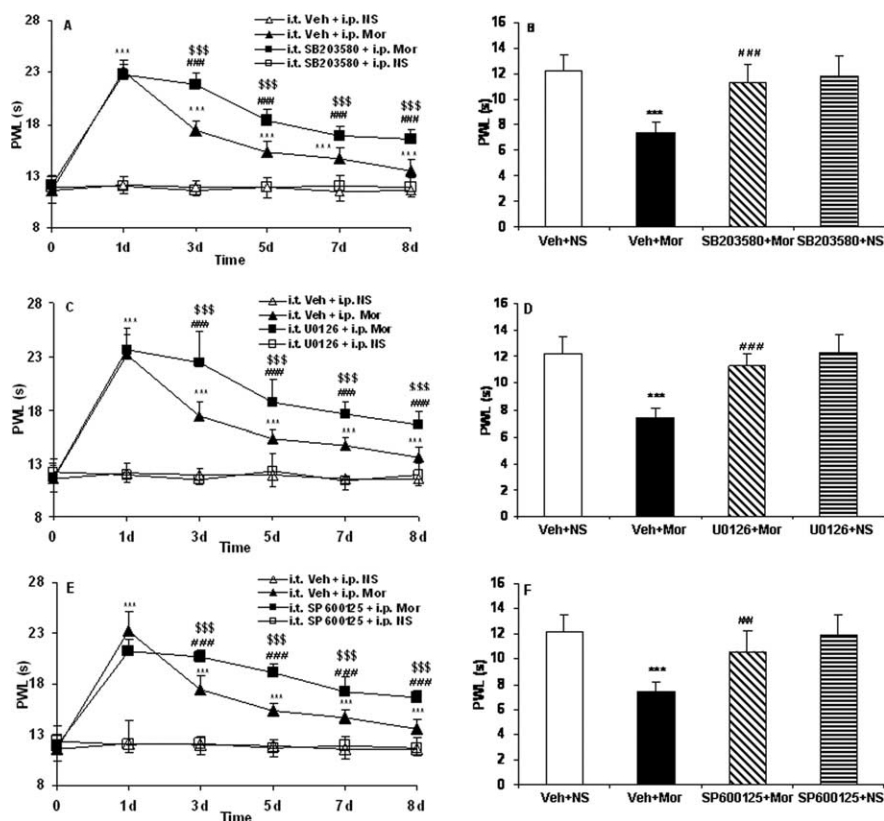 A
i.t. Veh + i.p. NS
i.t. Veh + i.p. Mor
i.t. SB203580 + i.p. Mor
i.t. SB203580 + i.p. NS
PWL (s)
28
23
18
13
8
***
$$$
###
***
$$$
###
***
$$$
###
***
$$$
###
***
0 1d 3d 5d 7d 8d
Time
B
PWL (s)
16
14
12
10
8
6
4
2
0
***
###
Veh+NS Veh+Mor SB203580+Mor SB203580+NS
C
i.t. Veh + i.p. NS
i.t. Veh + i.p. Mor
i.t. U0126 + i.p. Mor
i.t. U0126 + i.p. NS
PWL (s)
28
23
18
13
8
***
$$$
###
***
$$$
###
***
$$$
###
***
$$$
###
***
0 1d 3d 5d 7d 8d
Time
D
PWL (s)
16
14
12
10
8
6
4
2
0
***
###
Veh+NS Veh+Mor U0126+Mor U0126+NS
E
i.t. Veh + i.p. NS
i.t. Veh + i.p. Mor
i.t. SP600125 + i.p. Mor
i.t. SP600125 + i.p. NS
PWL (s)
28
23
18
13
8
***
$$$
###
***
$$$
###
***
$$$
###
***
$$$
###
***
0 1d 3d 5d 7d 8d
Time
F
PWL (s)
16
14
12
10
8
6
4
2
0
***
##
Veh+NS Veh+Mor SP600125+Mor SP600125+NS